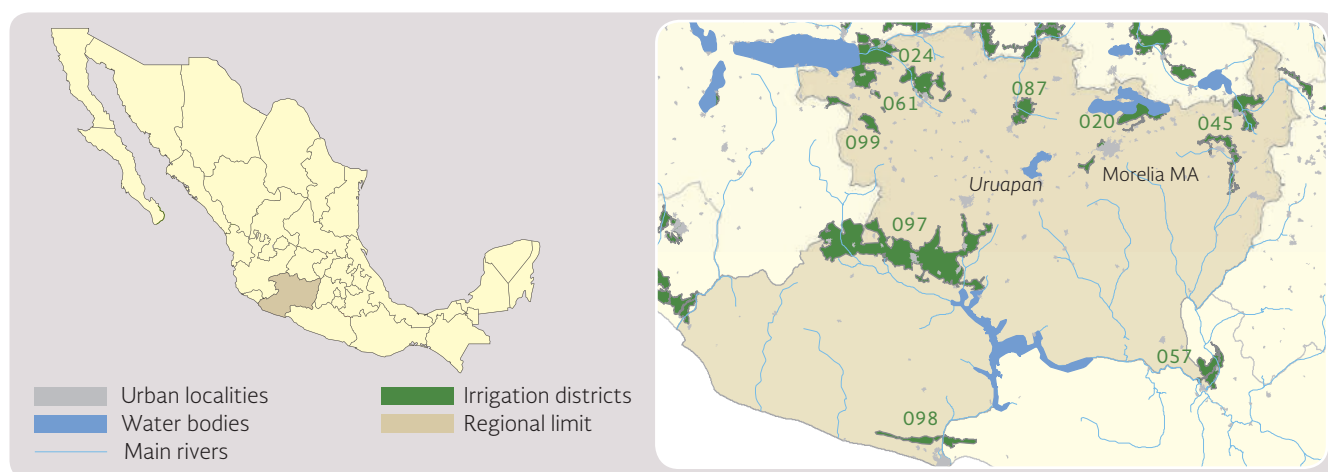 Urban localities
Water bodies
Main rivers
Irrigation districts
Regional limit
024
061
087
020
045
099
Uruapan
Morelia MA
097
057
098